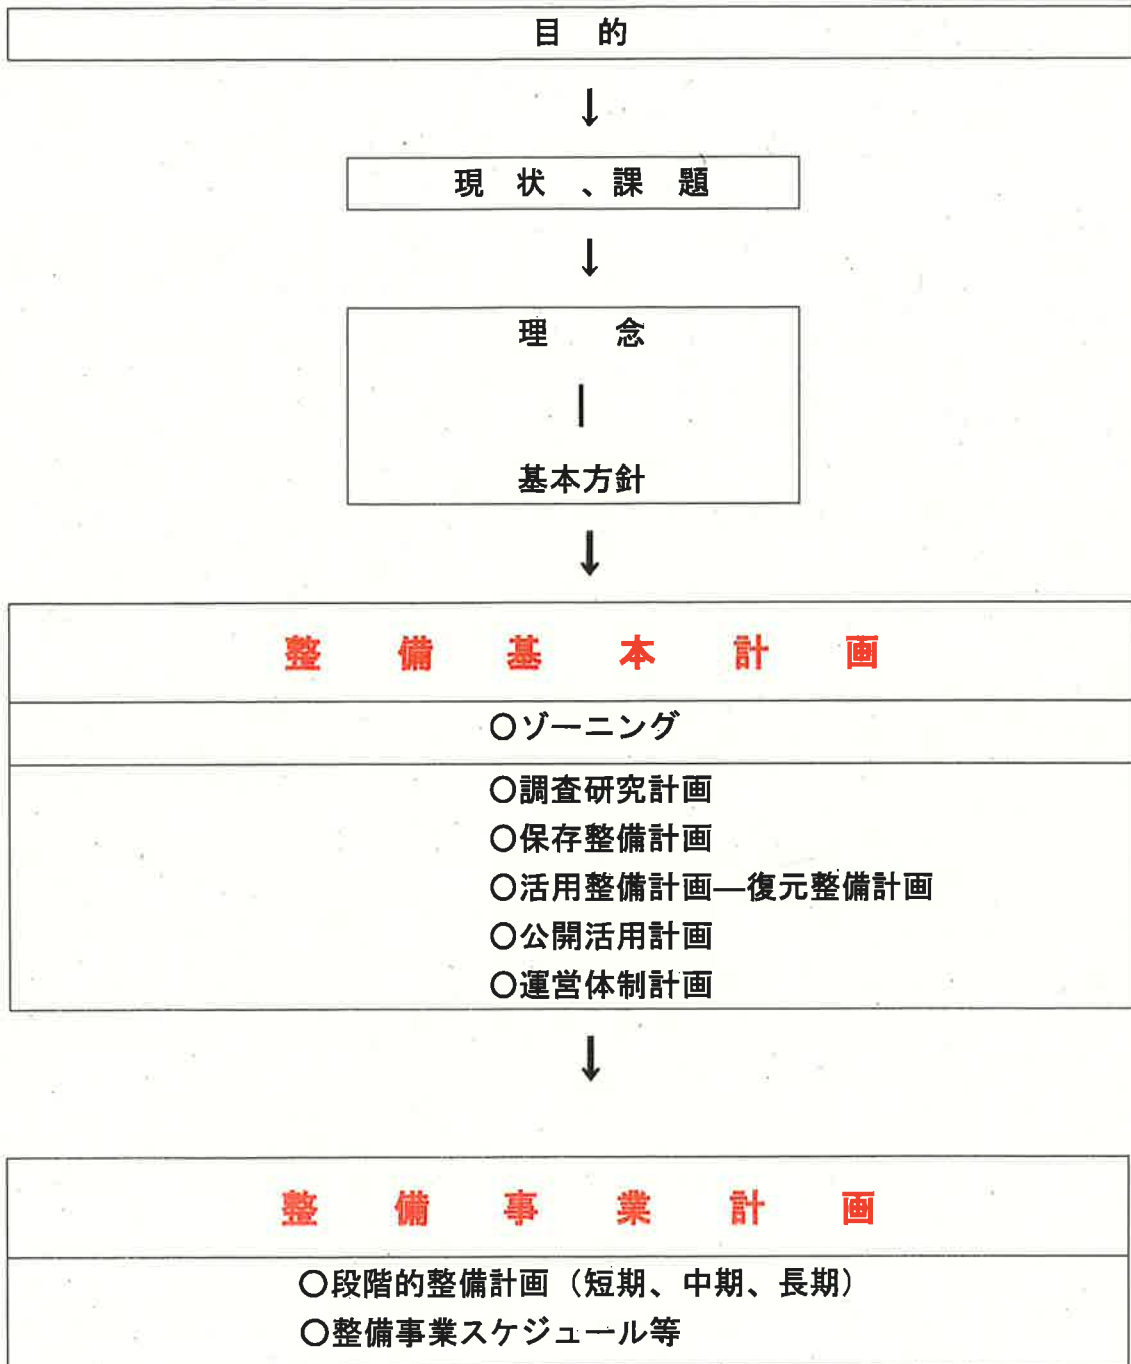 目 的
↓
現 状 、課 題
↓
理 念
|
基本方針
↓
整 備 基 本 計 画
○ゾーニング
○調査研究計画
○保存整備計画
○活用整備計画―復元整備計画
○公開活用計画
○運営体制計画
↓
整 備 事 業 計 画
○段階的整備計画（短期、中期、長期）
○整備事業スケジュール等